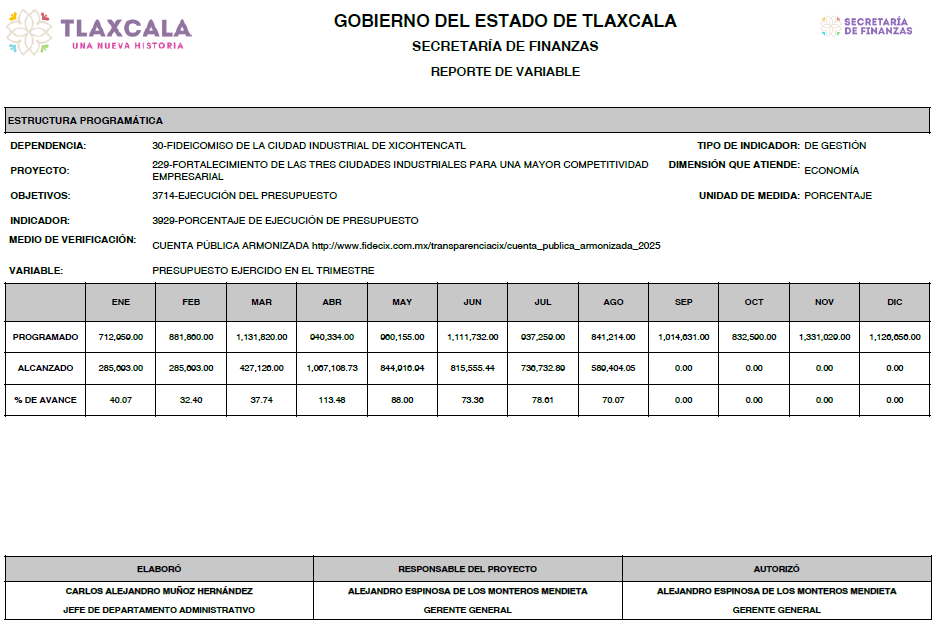 TLAXCALA
UNA NUEVA HISTORIA
GOBIERNO DEL ESTADO DE TLAXCALA
SECRETARÍA DE FINANZAS
REPORTE DE VARIABLE
SECRETARÍA
DE FINANZAS
ESTRUCTURA PROGRAMÁTICA
DEPENDENCIA: 30-FIDEICOMISO DE LA CIUDAD INDUSTRIAL DE XICOHTENCATL TIPO DE INDICADOR: DE GESTIÓN
PROYECTO: 229-FORTALECIMIENTO DE LAS TRES CIUDADES INDUSTRIALES PARA UNA MAYOR COMPETITIVIDAD EMPRESARIAL DIMENSIÓN QUE ATIENDE: ECONOMÍA
OBJETIVOS: 3714-EJECUCIÓN DEL PRESUPUESTO UNIDAD DE MEDIDA: PORCENTAJE
INDICADOR: 3929-PORCENTAJE DE EJECUCIÓN DE PRESUPUESTO
MEDIO DE VERIFICACIÓN: CUENTA PÚBLICA ARMONIZADA http://www.fidecix.com.mx/transparenciacix/cuenta_publica_armonizada_2025
VARIABLE: PRESUPUESTO EJERCIDO EN EL TRIMESTRE
ENE FEB MAR ABR MAY JUN JUL AGO SEP OCT NOV DIC
PROGRAMADO 712,959.00 881,860.00 1,131,820.00 940,334.00 960,155.00 1,111,732.00 937,259.00 841,214.00 1,014,631.00 832,590.00 1,331,029.00 1,126,656.00
ALCANZADO 285,693.00 285,693.00 427,126.00 1,067,108.73 844,916.94 815,555.44 736,732.89 589,404.05 0.00 0.00 0.00 0.00
% DE AVANCE 40.07 32.40 37.74 113.48 88.00 73.36 78.61 70.07 0.00 0.00 0.00 0.00
ELABORÓ RESPONSABLE DEL PROYECTO AUTORIZÓ
CARLOS ALEJANDRO MUÑOZ HERNÁNDEZ ALEJANDRO ESPINOSA DE LOS MONTEROS MENDIETA ALEJANDRO ESPINOSA DE LOS MONTEROS MENDIETA
JEFE DE DEPARTAMENTO ADMINISTRATIVO GERENTE GENERAL GERENTE GENERAL